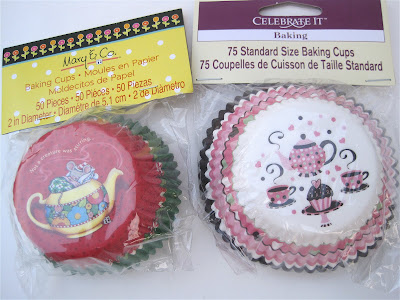 Mary & Co.
Baking Cups • Moules en Papier
Moldecitos de Papel
50 Pieces • 50 Pièces • 50 Piezas
2 in Diameter • Diamètre de 5.1 cm • 2 de Diámetro
CELEBRATE IT
Baking
75 Standard Size Baking Cups
75 Coupelles de Cuisson de Taille Standard